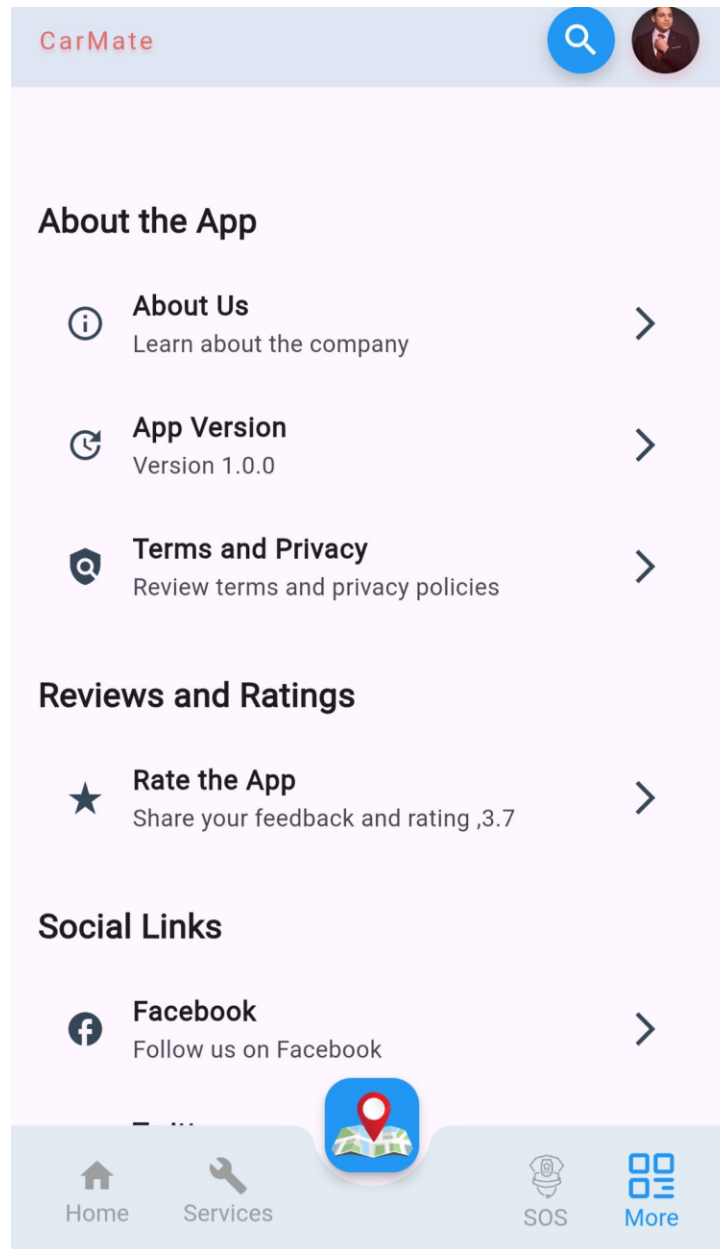 CarMate
About the App
About Us
Learn about the company
App Version
Version 1.0.0
Terms and Privacy
Review terms and privacy policies
Reviews and Ratings
Rate the App
Share your feedback and rating ,3.7
Social Links
Facebook
Follow us on Facebook
Home
Services
SOS
More